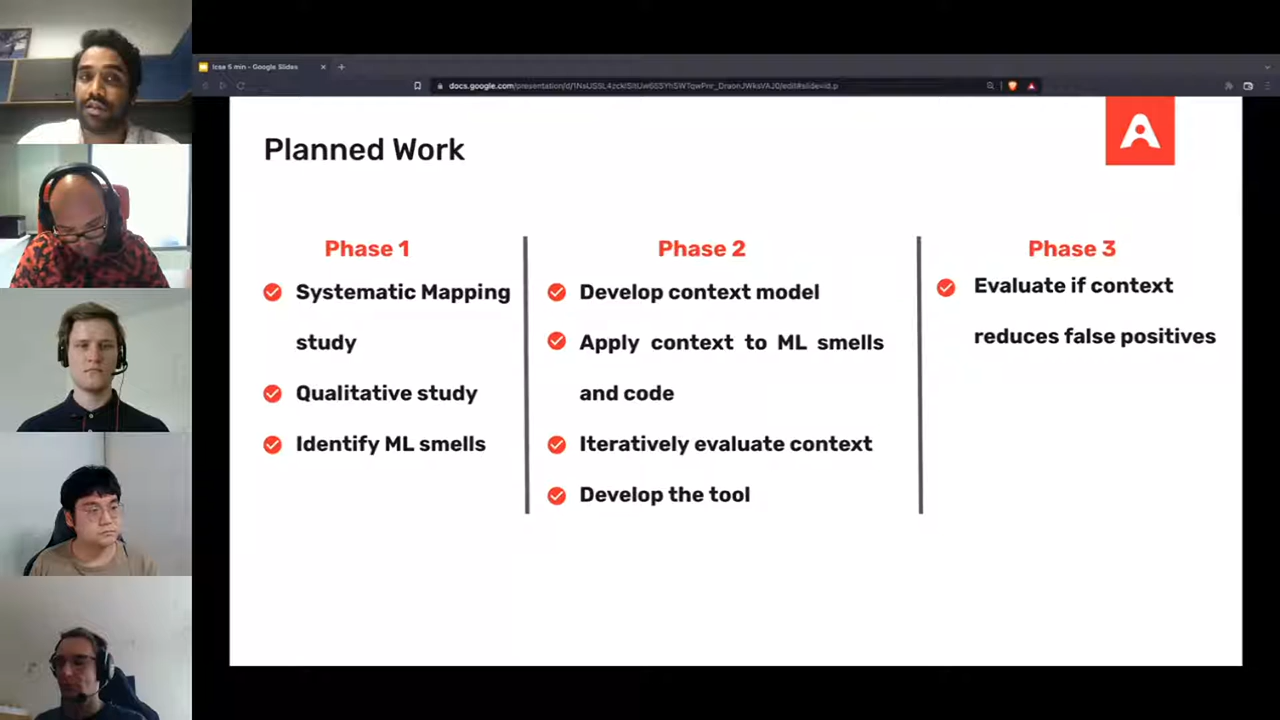 Icse 5 min - Google Slides
Planned Work
Phase 1
Systematic Mapping
study
Qualitative study
Identify ML smells
Phase 2
Develop context model
Apply context to ML smells
and code
Iteratively evaluate context
Develop the tool
Phase 3
Evaluate if context
reduces false positives